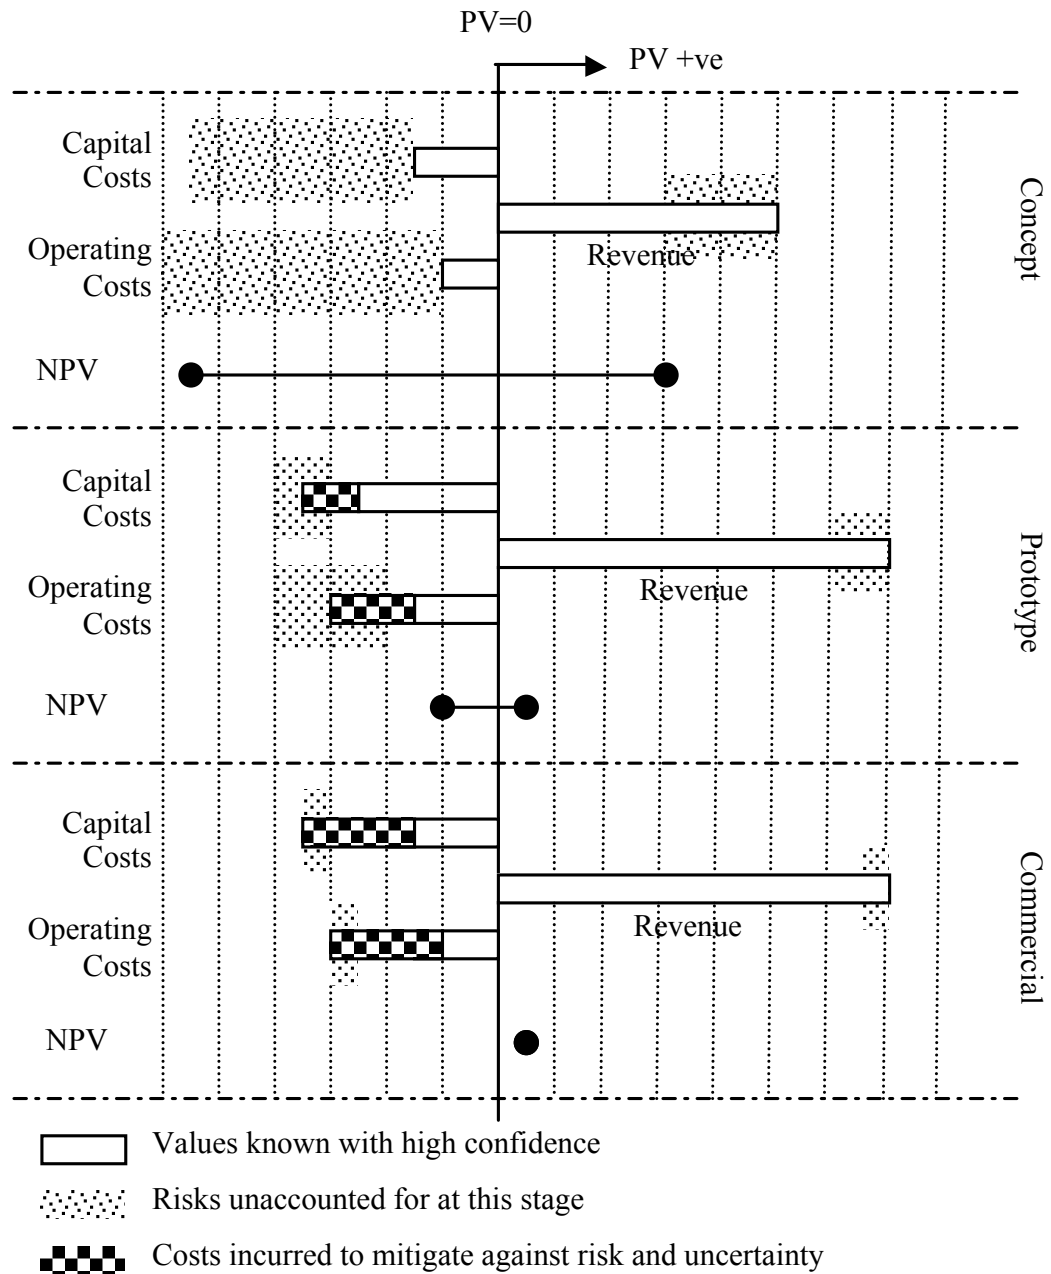 PV=0
PV +ve
Capital
Costs
Revenue
Operating
Costs
NPV
Concept
Capital
Costs
Revenue
Operating
Costs
NPV
Prototype
Capital
Costs
Revenue
Operating
Costs
NPV
Commercial
Values known with high confidence
Risks unaccounted for at this stage
Costs incurred to mitigate against risk and uncertainty